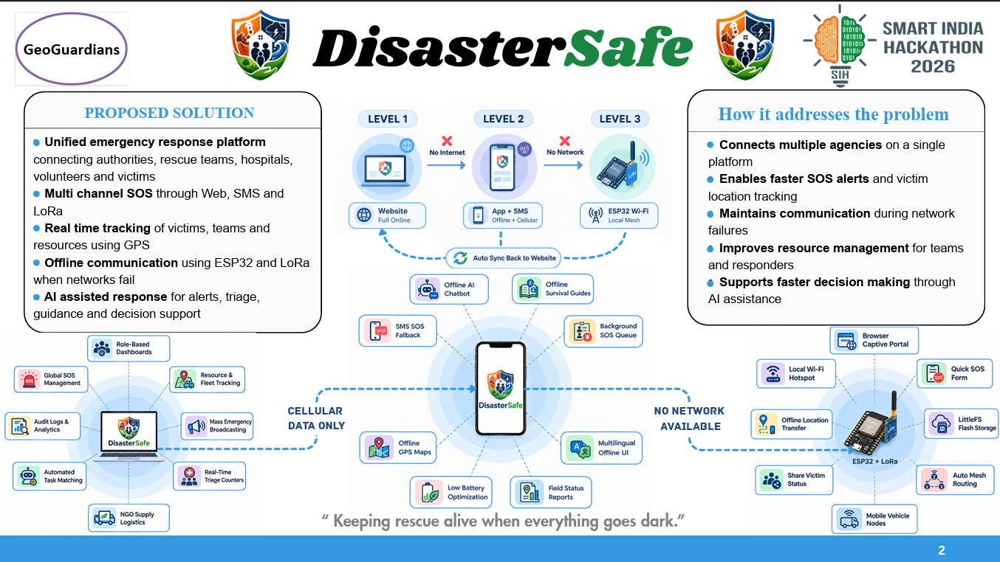 GeoGuardians
DisasterSafe
SMART INDIA
HACKATHON
2026
SIH
PROPOSED SOLUTION
Unified emergency response platform
connecting authorities, rescue teams, hospitals,
volunteers and victims
Multi channel SOS through Web, SMS and
LoRa
Real time tracking of victims, teams and
resources using GPS
Offline communication using ESP32 and LoRa
when networks fail
AI assisted response for alerts, triage,
guidance and decision support
LEVEL 1
LEVEL 2
LEVEL 3
No Internet
No Network
Website
Full Online
App + SMS
Offline + Cellular
ESP32 Wi-Fi
Local Mesh
Auto Sync Back to Website
How it addresses the problem
Connects multiple agencies on a single
platform
Enables faster SOS alerts and victim
location tracking
Maintains communication during network
failures
Improves resource management for teams
and responders
Supports faster decision making through
AI assistance
Role-Based
Dashboards
Global SOS
Management
SOS
Resource &
Fleet Tracking
Audit Logs &
Analytics
Mass Emergency
Broadcasting
DisasterSafe
Automated
Task Matching
Real-Time
Triage Counters
NGO Supply
Logistics
CELLULAR
DATA ONLY
Offline AI
Chatbot
Offline
Survival Guides
SMS SOS
Fallback
SOS
Background
SOS Queue
DisasterSafe
Offline
GPS Maps
Multilingual
Offline UI
Low Battery
Optimization
Field Status
Reports
NO NETWORK
AVAILABLE
Browser
Captive Portal
www
Local Wi-Fi
Hotspot
Quick SOS
Form
SOS
Offline Location
Transfer
LittleFS
Flash Storage
ESP32 + LoRa
Share Victim
Status
Auto Mesh
Routing
Mobile Vehicle
Nodes
“ Keeping rescue alive when everything goes dark.”
2